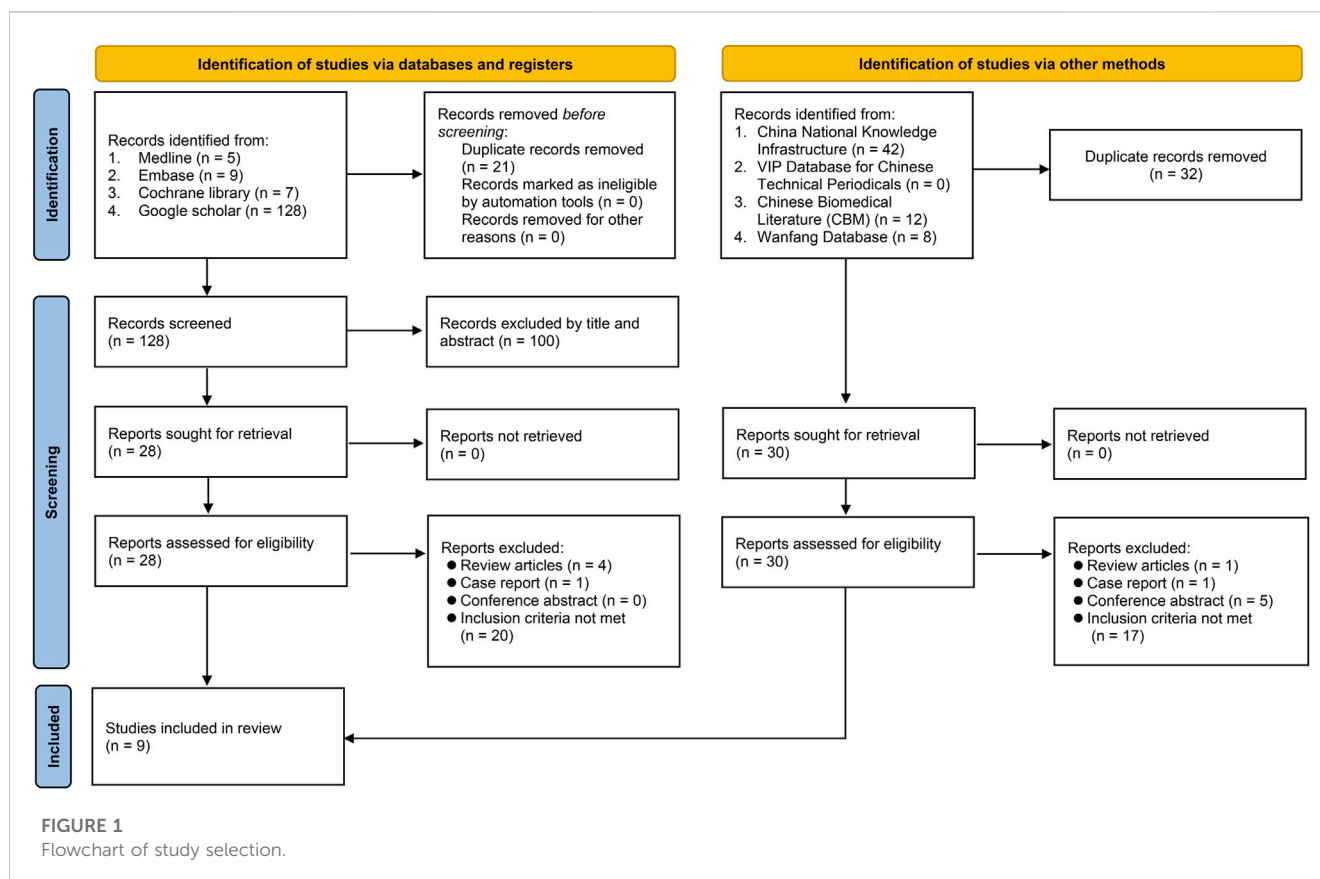 Identification of studies via databases and registers
Identification of studies via other methods
Identification
Records identified from:
1. Medline (n = 5)
2. Embase (n = 9)
3. Cochrane library (n = 7)
4. Google scholar (n = 128)
Records removed before
screening:
Duplicate records removed
(n = 21)
Records marked as ineligible
by automation tools (n = 0)
Records removed for other
reasons (n = 0)
Records identified from:
1. China National Knowledge
Infrastructure (n = 42)
2. VIP Database for Chinese
Technical Periodicals (n = 0)
3. Chinese Biomedical
Literature (CBM) (n = 12)
4. Wanfang Database (n = 8)
Duplicate records removed
(n = 32)
Screening
Records screened
(n = 128)
Records excluded by title and
abstract (n = 100)
Reports sought for retrieval
(n = 28)
Reports not retrieved
(n = 0)
Reports sought for retrieval
(n = 30)
Reports not retrieved
(n = 0)
Reports assessed for eligibility
(n = 28)
Reports excluded:
● Review articles (n = 4)
● Case report (n = 1)
● Conference abstract (n = 0)
● Inclusion criteria not met
(n = 20)
Reports assessed for eligibility
(n = 30)
Reports excluded:
● Review articles (n = 1)
● Case report (n = 1)
● Conference abstract (n = 5)
● Inclusion criteria not met
(n = 17)
Included
Studies included in review
(n = 9)
FIGURE 1
Flowchart of study selection.